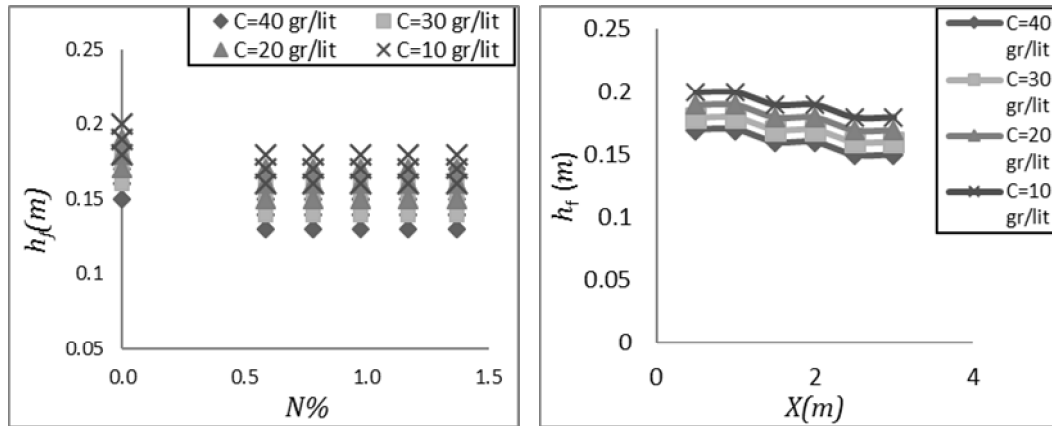 C=40 gr/lit C=30 gr/lit
C=20 gr/lit C=10 gr/lit
0.25
0.2
0.15
0.1
0.05
hf(m)
0.0 0.5 1.0 1.5
N%
0.25
0.2
0.15
0.1
0.05
0
hf (m)
0 2 4
X(m)
C=40
gr/lit
C=30
gr/lit
C=20
gr/lit
C=10
gr/lit